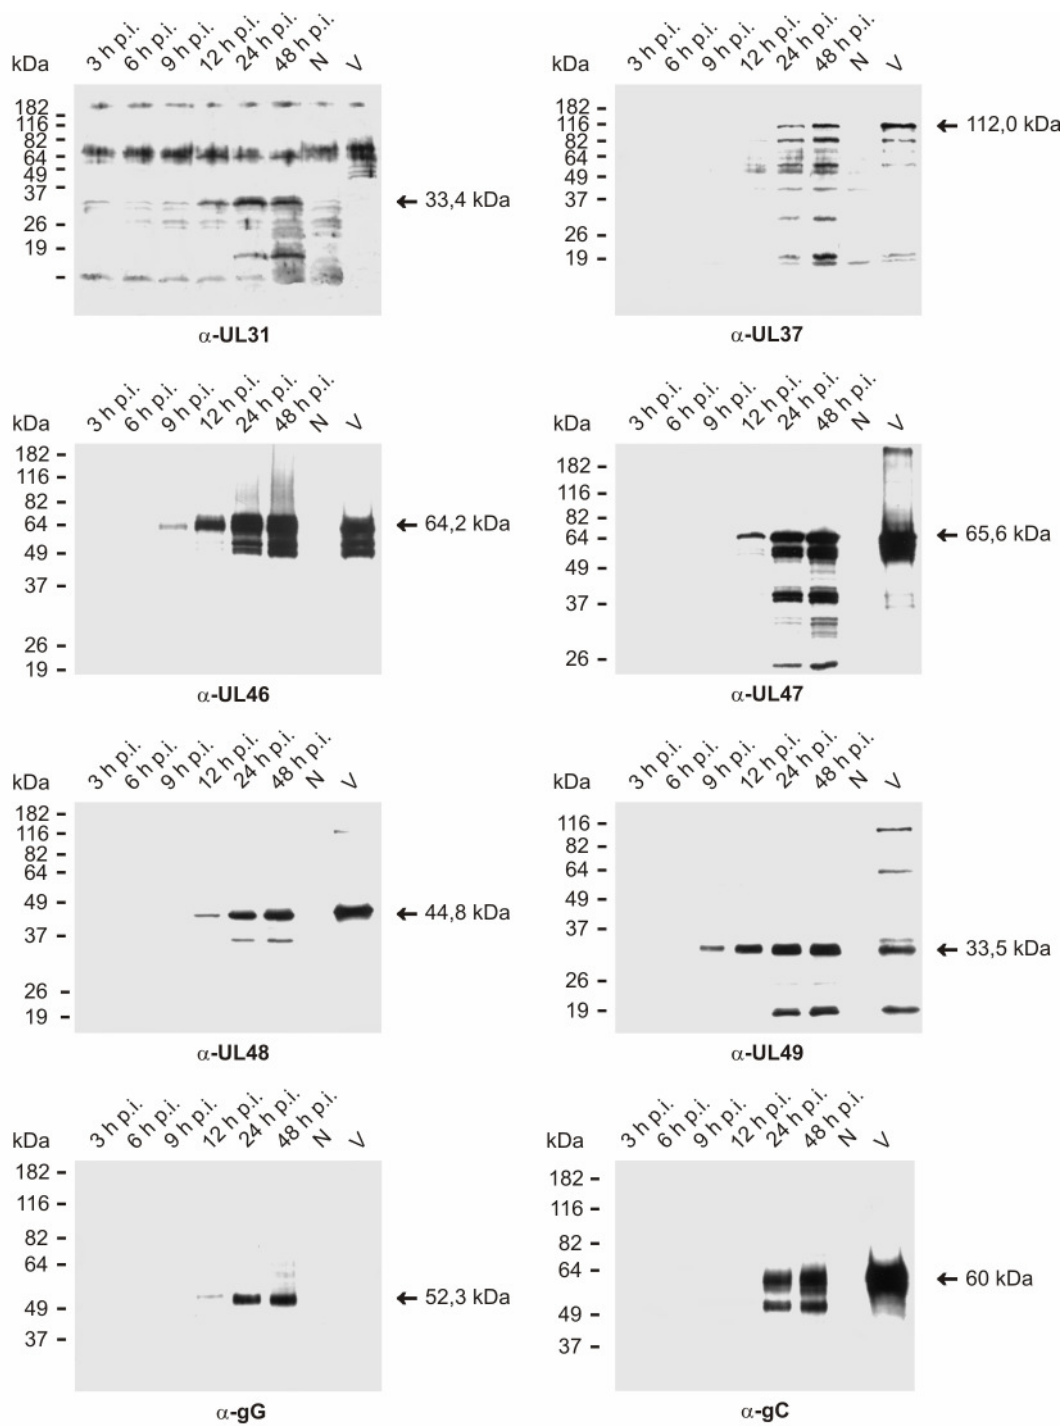 3 h p.i. 6 h p.i. 9 h p.i. 12 h p.i. 24 h p.i. 48 h p.i. N V
kDa
182
116
82
64
49
37
26
19
← 33,4 kDa
α-UL31
3 h p.i. 6 h p.i. 9 h p.i. 12 h p.i. 24 h p.i. 48 h p.i. N V
kDa
182
116
82
64
49
37
26
19
← 112,0 kDa
α-UL37
3 h p.i. 6 h p.i. 9 h p.i. 12 h p.i. 24 h p.i. 48 h p.i. N V
kDa
182
116
82
64
49
37
26
19
← 64,2 kDa
α-UL46
3 h p.i. 6 h p.i. 9 h p.i. 12 h p.i. 24 h p.i. 48 h p.i. N V
kDa
182
116
82
64
49
37
26
← 65,6 kDa
α-UL47
3 h p.i. 6 h p.i. 9 h p.i. 12 h p.i. 24 h p.i. 48 h p.i. N V
kDa
182
116
82
64
49
37
26
19
← 44,8 kDa
α-UL48
3 h p.i. 6 h p.i. 9 h p.i. 12 h p.i. 24 h p.i. 48 h p.i. N V
kDa
116
82
64
49
37
26
19
← 33,5 kDa
α-UL49
3 h p.i. 6 h p.i. 9 h p.i. 12 h p.i. 24 h p.i. 48 h p.i. N V
kDa
182
116
82
64
49
37
← 52,3 kDa
α-gG
3 h p.i. 6 h p.i. 9 h p.i. 12 h p.i. 24 h p.i. 48 h p.i. N V
kDa
182
116
82
64
49
37
← 60 kDa
α-gC